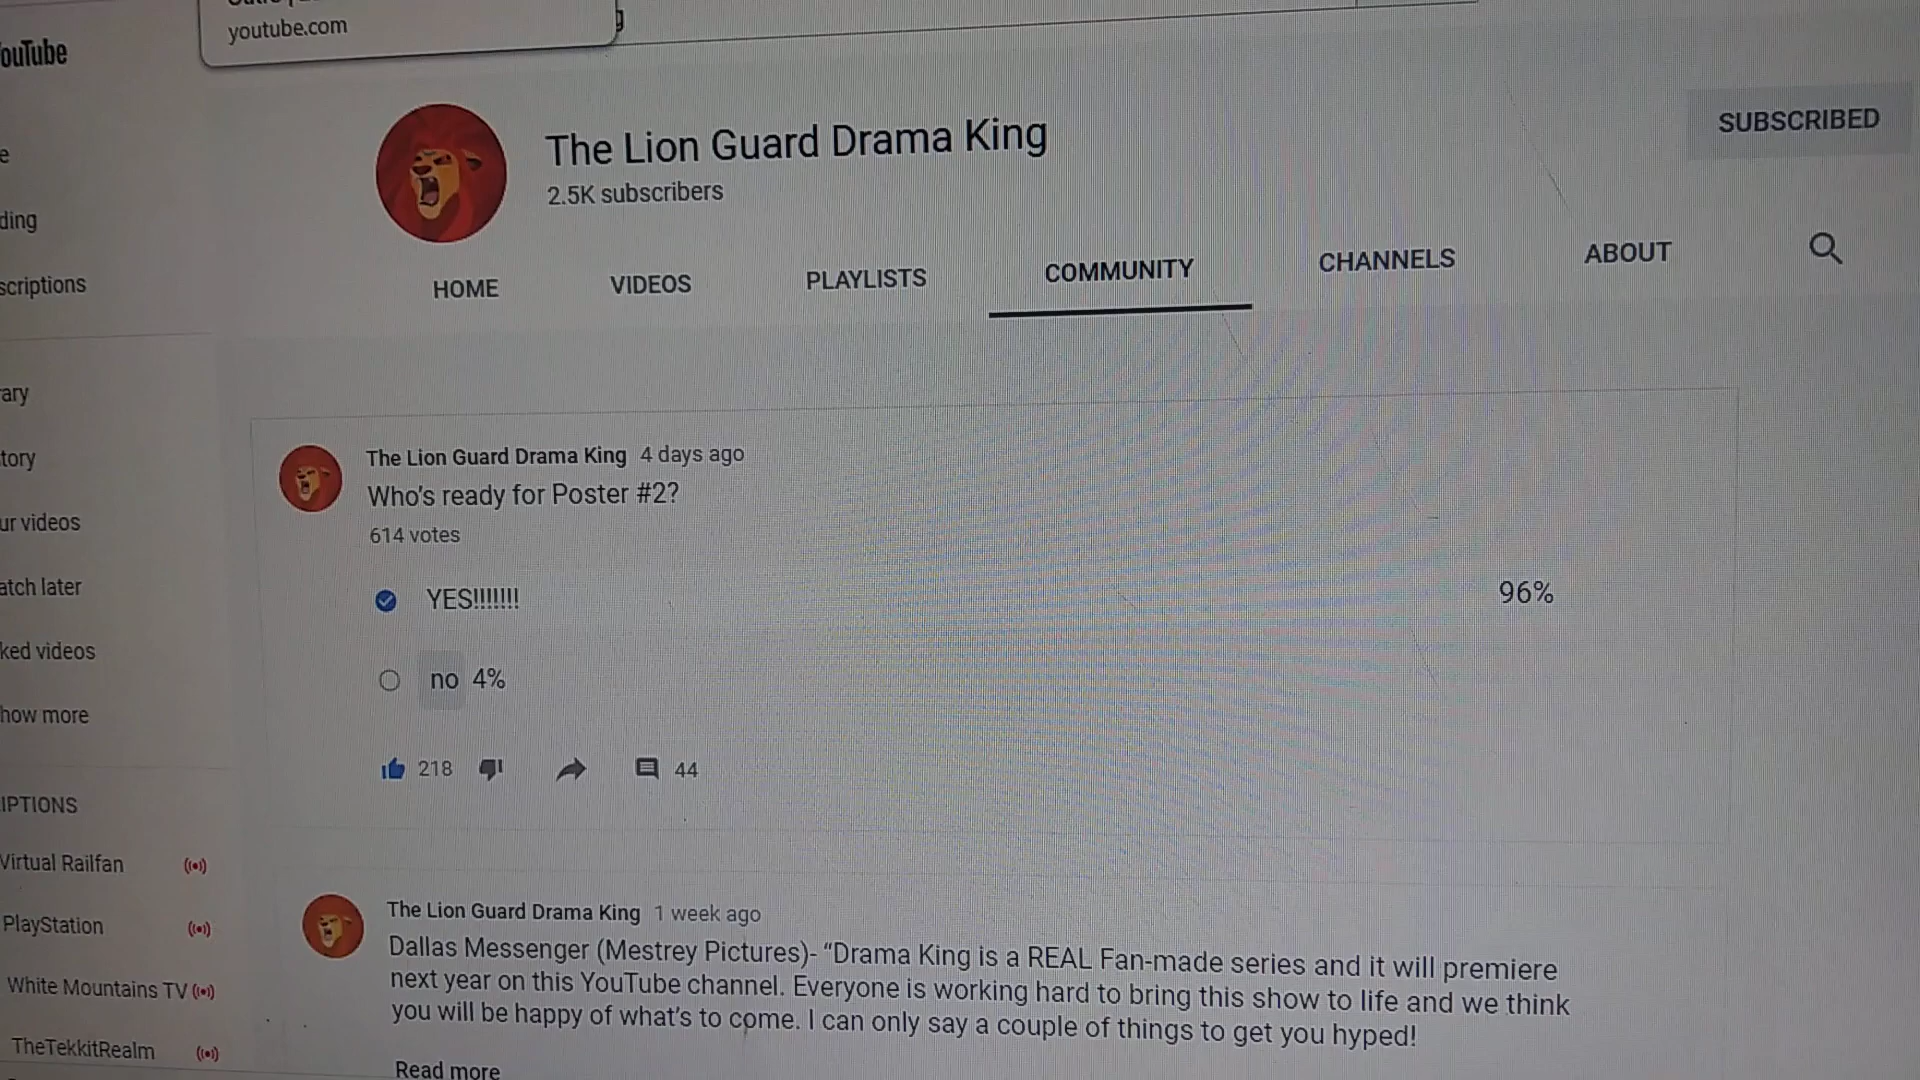 youtube.com
ouTube
The Lion Guard Drama King
2.5K subscribers
SUBSCRIBED
HOME VIDEOS PLAYLISTS COMMUNITY CHANNELS ABOUT
e
ding
scriptions
ary
tory
ur videos
atch later
ked videos
how more
IPTIONS
Virtual Railfan
PlayStation
White Mountains TV
TheTekkitRealm
The Lion Guard Drama King 4 days ago
Who's ready for Poster #2?
614 votes
YES!!!!!!! 96%
no 4%
218 44
The Lion Guard Drama King 1 week ago
Dallas Messenger (Mestrey Pictures)- “Drama King is a REAL Fan-made series and it will premiere
next year on this YouTube channel. Everyone is working hard to bring this show to life and we think
you will be happy of what's to come. I can only say a couple of things to get you hyped!
Read more